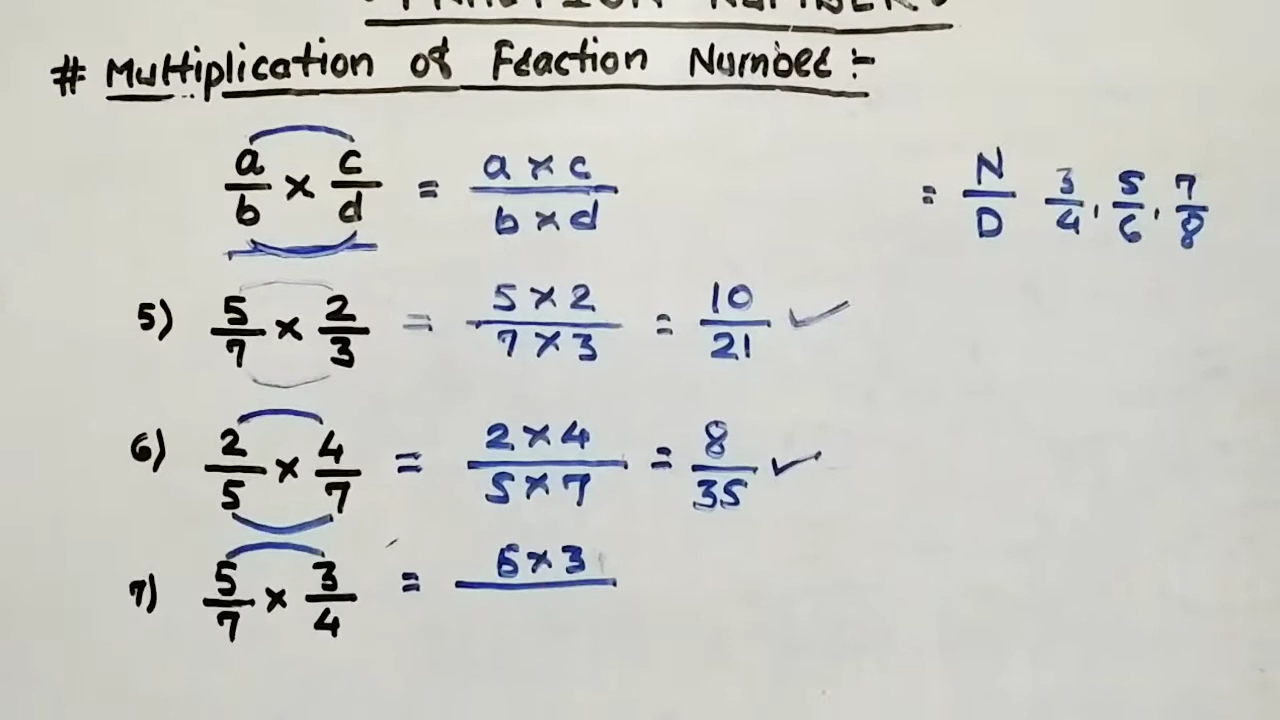 # Multiplication of Fraction Number :-
a/b × c/d = a × c / b × d = N/D 3/4, 5/6, 7/8
5) 5/7 × 2/3 = 5 × 2 / 7 × 3 = 10/21 ✓
6) 2/5 × 4/7 = 2 × 4 / 5 × 7 = 8/35 ✓
7) 5/7 × 3/4 = 5 × 3